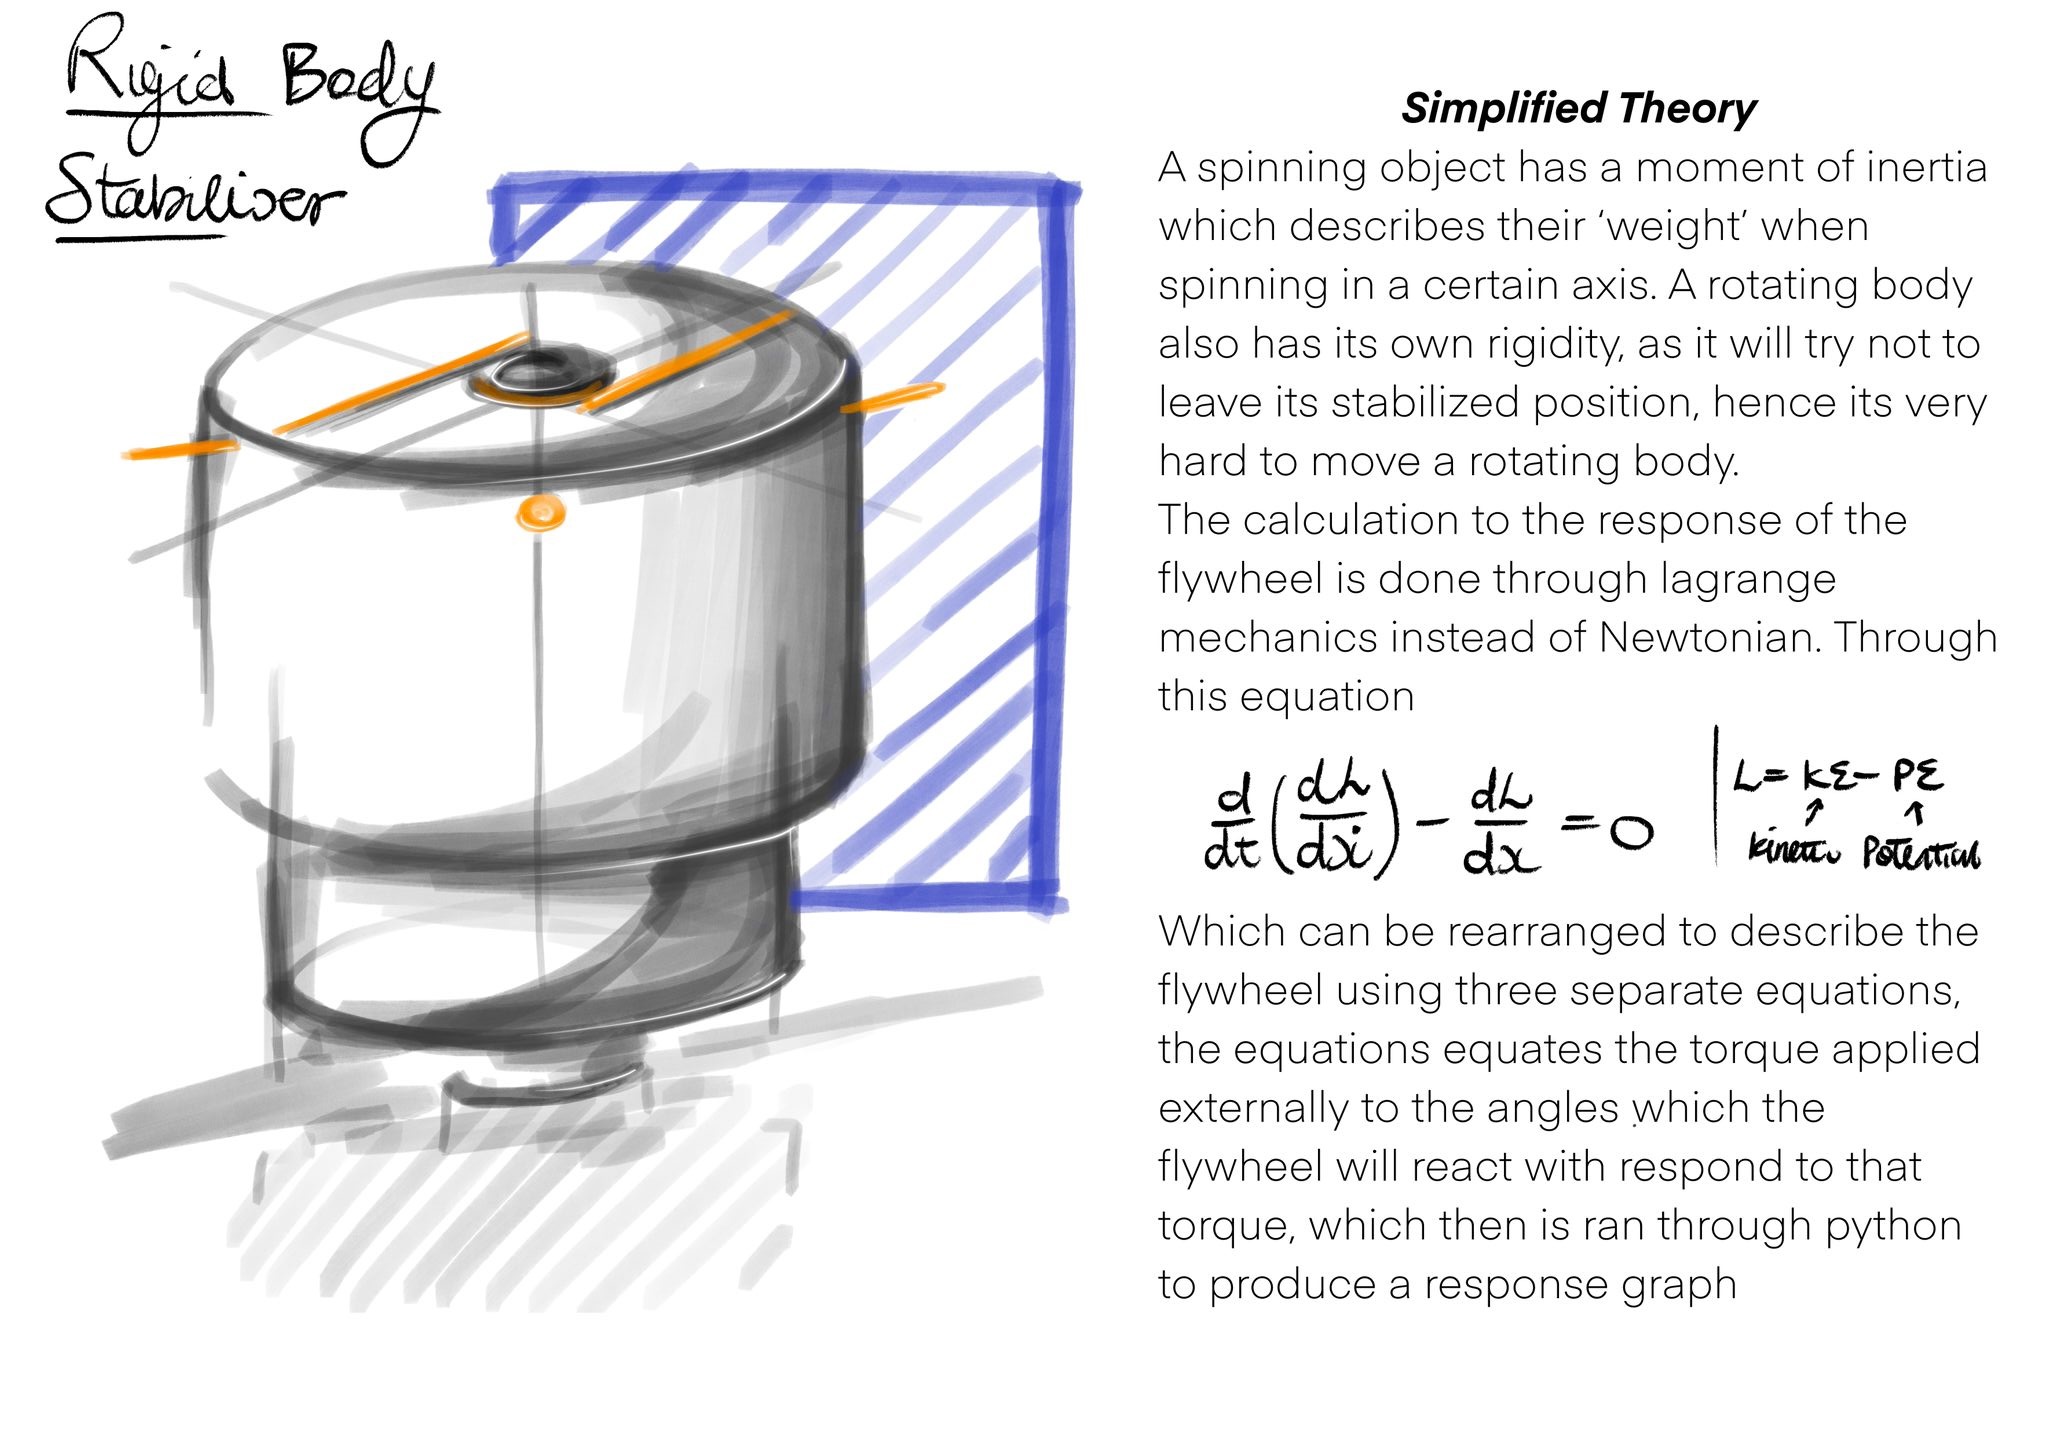 Rigid Body
Stabiliser
Simplified Theory
A spinning object has a moment of inertia
which describes their ‘weight’ when
spinning in a certain axis. A rotating body
also has its own rigidity, as it will try not to
leave its stabilized position, hence its very
hard to move a rotating body.
The calculation to the response of the
flywheel is done through lagrange
mechanics instead of Newtonian. Through
this equation
d/dt (dL/dẋ) - dL/dx = 0 | L = KE - PE
Kinetic Potential
Which can be rearranged to describe the
flywheel using three separate equations,
the equations equates the torque applied
externally to the angles which the
flywheel will react with respond to that
torque, which then is ran through python
to produce a response graph